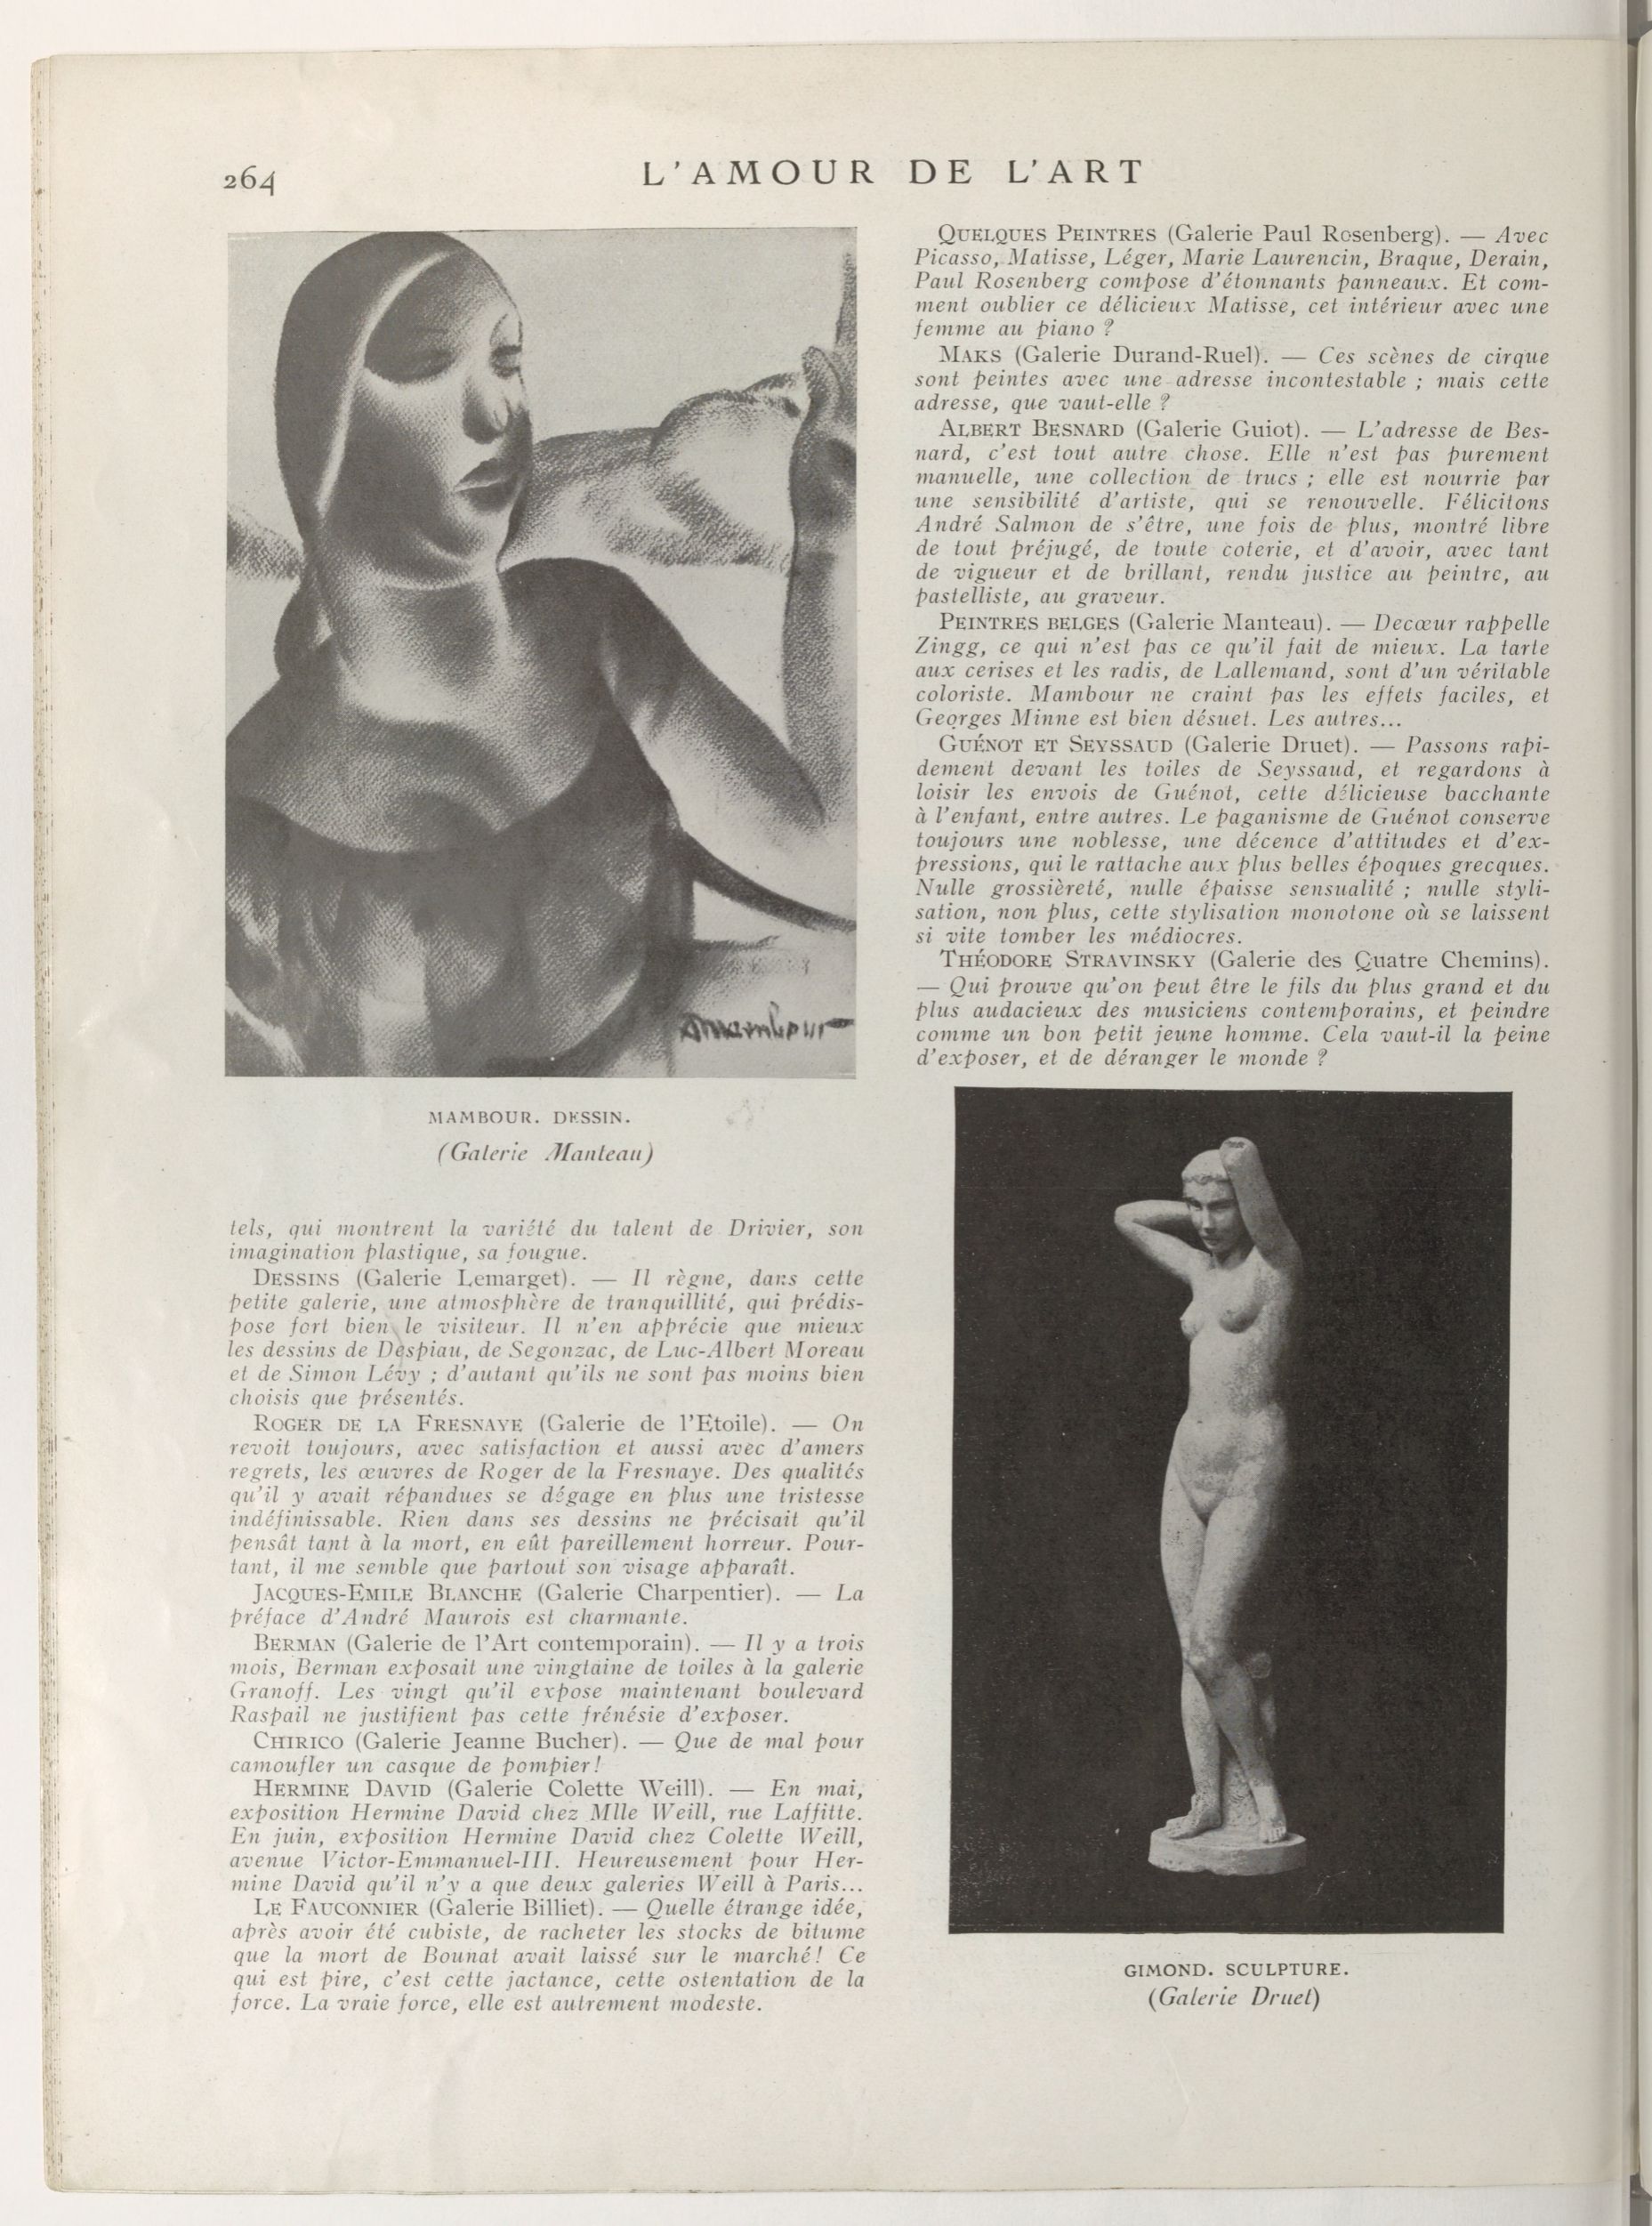 264
L'AMOUR DE L'ART
Mambour
MAMBOUR. DESSIN.
(Galerie Manteau)
tels, qui montrent la variété du talent de Drivier, son
imagination plastique, sa fougue.
DESSINS (Galerie Lemarget). — Il règne, dans cette
petite galerie, une atmosphère de tranquillité, qui prédis-
pose fort bien le visiteur. Il n'en apprécie que mieux
les dessins de Despiau, de Segonzac, de Luc-Albert Moreau
et de Simon Lévy ; d'autant qu'ils ne sont pas moins bien
choisis que présentés.
ROGER DE LA FRESNAYE (Galerie de l'Etoile). — On
revoit toujours, avec satisfaction et aussi avec d'amers
regrets, les œuvres de Roger de la Fresnaye. Des qualités
qu'il y avait répandues se dégage en plus une tristesse
indéfinissable. Rien dans ses dessins ne précisait qu'il
pensât tant à la mort, en eût pareillement horreur. Pour-
tant, il me semble que partout son visage apparaît.
JACQUES-EMILE BLANCHE (Galerie Charpentier). — La
préface d'André Maurois est charmante.
BERMAN (Galerie de l'Art contemporain). — Il y a trois
mois, Berman exposait une vingtaine de toiles à la galerie
Granoff. Les vingt qu'il expose maintenant boulevard
Raspail ne justifient pas cette frénésie d'exposer.
CHIRICO (Galerie Jeanne Bucher). — Que de mal pour
camoufler un casque de pompier !
HERMINE DAVID (Galerie Colette Weill). — En mai,
exposition Hermine David chez Mlle Weill, rue Laffitte.
En juin, exposition Hermine David chez Colette Weill,
avenue Victor-Emmanuel-III. Heureusement pour Her-
mine David qu'il n'y a que deux galeries Weill à Paris...
LE FAUCONNIER (Galerie Billiet). — Quelle étrange idée,
après avoir été cubiste, de racheter les stocks de bitume
que la mort de Bounat avait laissé sur le marché ! Ce
qui est pire, c'est cette jactance, cette ostentation de la
force. La vraie force, elle est autrement modeste.
QUELQUES PEINTRES (Galerie Paul Rosenberg). — Avec
Picasso, Matisse, Léger, Marie Laurencin, Braque, Derain,
Paul Rosenberg compose d'étonnants panneaux. Et com-
ment oublier ce délicieux Matisse, cet intérieur avec une
femme au piano ?
MAKS (Galerie Durand-Ruel). — Ces scènes de cirque
sont peintes avec une adresse incontestable ; mais cette
adresse, que vaut-elle ?
ALBERT BESNARD (Galerie Guiot). — L'adresse de Bes-
nard, c'est tout autre chose. Elle n'est pas purement
manuelle, une collection de trucs ; elle est nourrie par
une sensibilité d'artiste, qui se renouvelle. Félicitons
André Salmon de s'être, une fois de plus, montré libre
de tout préjugé, de toute coterie, et d'avoir, avec tant
de vigueur et de brillant, rendu justice au peintre, au
pastelliste, au graveur.
PEINTRES BELGES (Galerie Manteau). — Decœur rappelle
Zingg, ce qui n'est pas ce qu'il fait de mieux. La tarte
aux cerises et les radis, de Lallemand, sont d'un véritable
coloriste. Mambour ne craint pas les effets faciles, et
Georges Minne est bien désuet. Les autres...
GUÉNOT ET SEYSSAUD (Galerie Druet). — Passons rapi-
dement devant les toiles de Seyssaud, et regardons à
loisir les envois de Guénot, cette délicieuse bacchante
à l'enfant, entre autres. Le paganisme de Guénot conserve
toujours une noblesse, une décence d'attitudes et d'ex-
pressions, qui le rattache aux plus belles époques grecques.
Nulle grossièreté, nulle épaisse sensualité ; nulle styli-
sation, non plus, cette stylisation monotone où se laissent
si vite tomber les médiocres.
THÉODORE STRAVINSKY (Galerie des Quatre Chemins).
— Qui prouve qu'on peut être le fils du plus grand et du
plus audacieux des musiciens contemporains, et peindre
comme un bon petit jeune homme. Cela vaut-il la peine
d'exposer, et de déranger le monde ?
GIMOND. SCULPTURE.
(Galerie Druet)